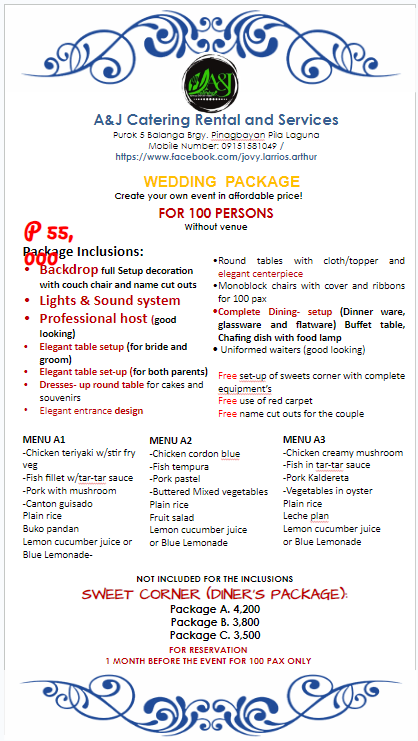 A&J
A&J Catering Rental and Services
Purok 5 Balanga Brgy. Pinagbayan Pila Laguna
Mobile Number: 09151581049 /
https://www.facebook.com/jovy.larrios.arthur
WEDDING PACKAGE
Create your own event in affordable price!
FOR 100 PERSONS
Without venue
₱ 55,
000
Package Inclusions:
• Backdrop full Setup decoration
with couch chair and name cut outs
• Lights & Sound system
• Professional host (good
looking)
• Elegant table setup (for bride and
groom)
• Elegant table set-up (for both parents)
• Dresses- up round table for cakes and
souvenirs
• Elegant entrance design
•Round tables with cloth/topper and
elegant centerpiece
•Monoblock chairs with cover and ribbons
for 100 pax
•Complete Dining- setup (Dinner ware,
glassware and flatware) Buffet table,
Chafing dish with food lamp
• Uniformed waiters (good looking)
Free set-up of sweets corner with complete
equipment's
Free use of red carpet
Free name cut outs for the couple
MENU A1
-Chicken teriyaki w/stir fry
veg
-Fish fillet w/tar-tar sauce
-Pork with mushroom
-Canton guisado
Plain rice
Buko pandan
Lemon cucumber juice or
Blue Lemonade-
MENU A2
-Chicken cordon blue
-Fish tempura
-Pork pastel
-Buttered Mixed vegetables
Plain rice
Fruit salad
Lemon cucumber juice
or Blue Lemonade
MENU A3
-Chicken creamy mushroom
-Fish in tar-tar sauce
-Pork Kaldereta
-Vegetables in oyster
Plain rice
Leche plan
Lemon cucumber juice
or Blue Lemonade
NOT INCLUDED FOR THE INCLUSIONS
SWEET CORNER (DINER'S PACKAGE):
Package A. 4,200
Package B. 3,800
Package C. 3,500
FOR RESERVATION
1 MONTH BEFORE THE EVENT FOR 100 PAX ONLY